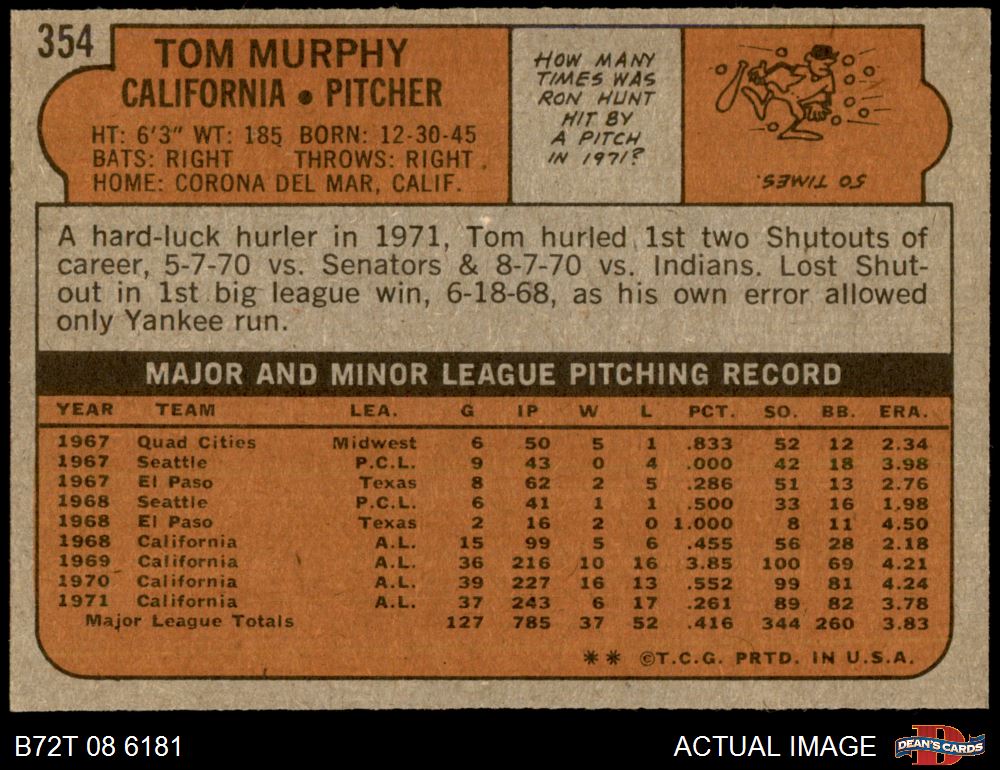 354
TOM MURPHY
CALIFORNIA • PITCHER
HT: 6'3" WT: 185 BORN: 12-30-45
BATS: RIGHT THROWS: RIGHT
HOME: CORONA DEL MAR, CALIF.
HOW MANY
TIMES WAS
RON HUNT
HIT BY
A PITCH
IN 1971?
50 TIMES.
A hard-luck hurler in 1971, Tom hurled 1st two Shutouts of
career, 5-7-70 vs. Senators & 8-7-70 vs. Indians. Lost Shut-
out in 1st big league win, 6-18-68, as his own error allowed
only Yankee run.
MAJOR AND MINOR LEAGUE PITCHING RECORD
YEAR TEAM LEA. G IP W L PCT. SO. BB. ERA.
1967 Quad Cities Midwest 6 50 5 1 .833 52 12 2.34
1967 Seattle P.C.L. 9 43 0 4 .000 42 18 3.98
1967 El Paso Texas 8 62 2 5 .286 51 13 2.76
1968 Seattle P.C.L. 6 41 1 1 .500 33 16 1.98
1968 El Paso Texas 2 16 2 0 1.000 8 11 4.50
1968 California A.L. 15 99 5 6 .455 56 28 2.18
1969 California A.L. 36 216 10 16 3.85 100 69 4.21
1970 California A.L. 39 227 16 13 .552 99 81 4.24
1971 California A.L. 37 243 6 17 .261 89 82 3.78
Major League Totals 127 785 37 52 .416 344 260 3.83
** ©T.C.G. PRTD. IN U.S.A.
B72T 08 6181
ACTUAL IMAGE
D
DEAN'S CARDS